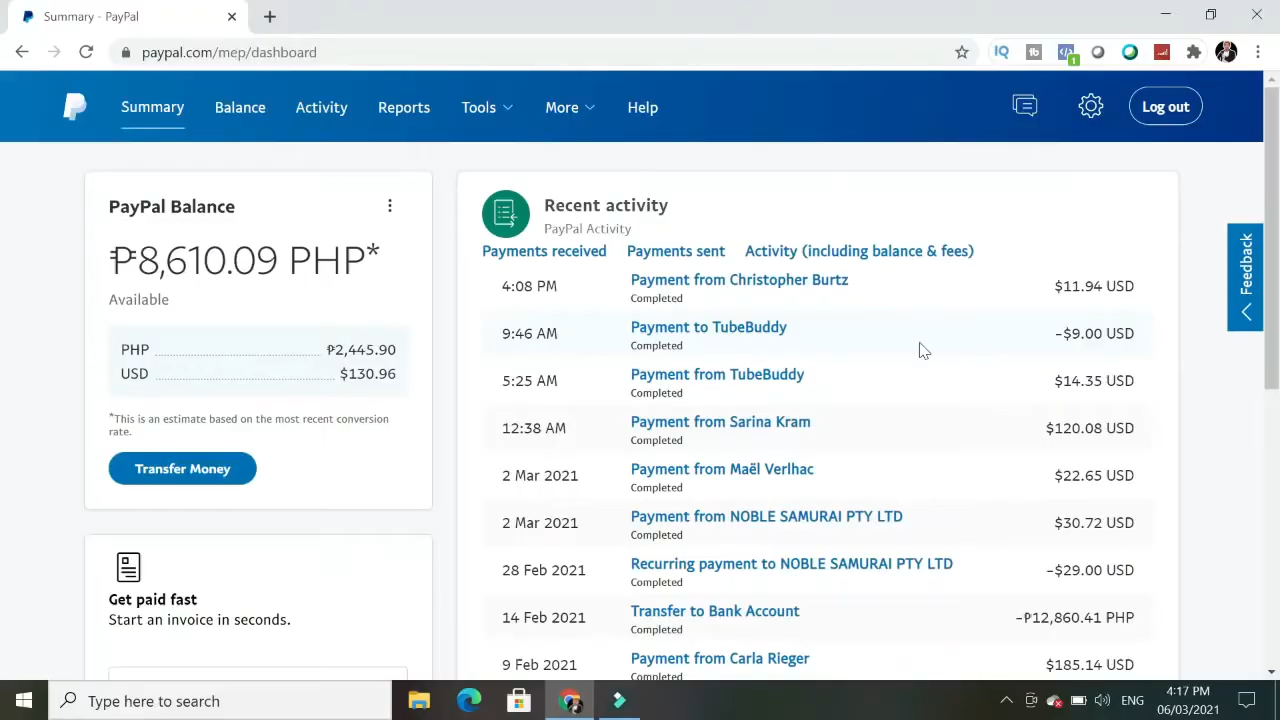 Summary - PayPal
paypal.com/mep/dashboard
IQ
tb
1
Summary
Balance
Activity
Reports
Tools
More
Help
Log out
PayPal Balance
₱8,610.09 PHP*
Available
PHP ₱2,445.90
USD $130.96
*This is an estimate based on the most recent conversion
rate.
Transfer Money
Get paid fast
Start an invoice in seconds.
Recent activity
PayPal Activity
Payments received Payments sent Activity (including balance & fees)
4:08 PM Payment from Christopher Burtz $11.94 USD
Completed
9:46 AM Payment to TubeBuddy -$9.00 USD
Completed
5:25 AM Payment from TubeBuddy $14.35 USD
Completed
12:38 AM Payment from Sarina Kram $120.08 USD
Completed
2 Mar 2021 Payment from Maël Verlhac $22.65 USD
Completed
2 Mar 2021 Payment from NOBLE SAMURAI PTY LTD $30.72 USD
Completed
28 Feb 2021 Recurring payment to NOBLE SAMURAI PTY LTD -$29.00 USD
Completed
14 Feb 2021 Transfer to Bank Account -₱12,860.41 PHP
Completed
9 Feb 2021 Payment from Carla Rieger $185.14 USD
Completed
Feedback
Type here to search
ENG
4:17 PM
06/03/2021